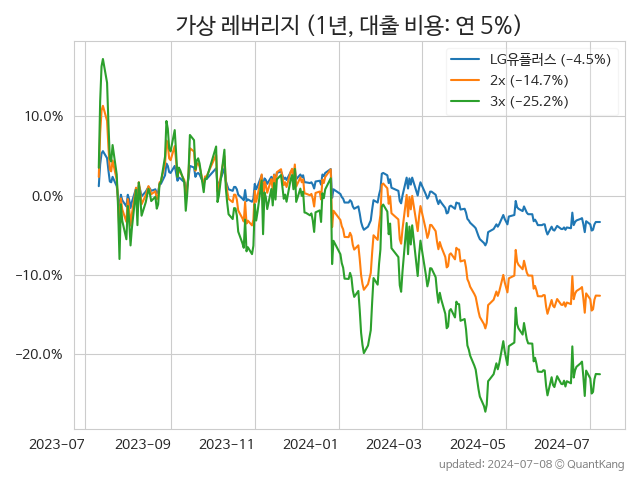 가상 레버리지 (1년, 대출 비용: 연 5%)
LG유플러스 (−4.5%)
2x (−14.7%)
3x (−25.2%)
10.0%
0.0%
−10.0%
−20.0%
2023−07 2023−09 2023−11 2024−01 2024−03 2024−05 2024−07
updated: 2024-07-08 © QuantKang